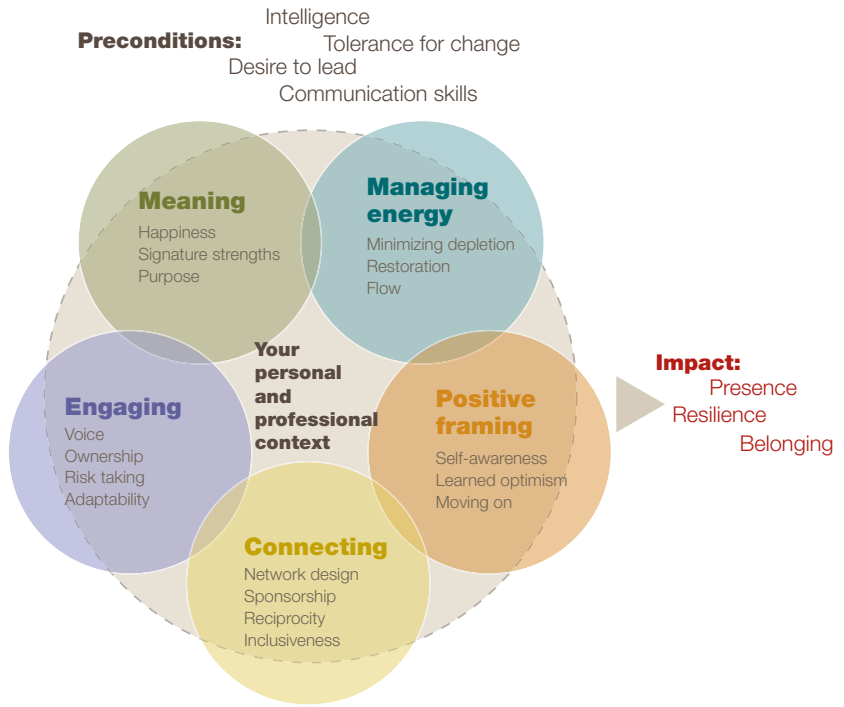 Preconditions:
Intelligence
Tolerance for change
Desire to lead
Communication skills
Meaning
Happiness
Signature strengths
Purpose
Managing
energy
Minimizing depletion
Restoration
Flow
Your
personal
and
professional
context
Engaging
Voice
Ownership
Risk taking
Adaptability
Positive
framing
Self-awareness
Learned optimism
Moving on
Connecting
Network design
Sponsorship
Reciprocity
Inclusiveness
Impact:
Presence
Resilience
Belonging